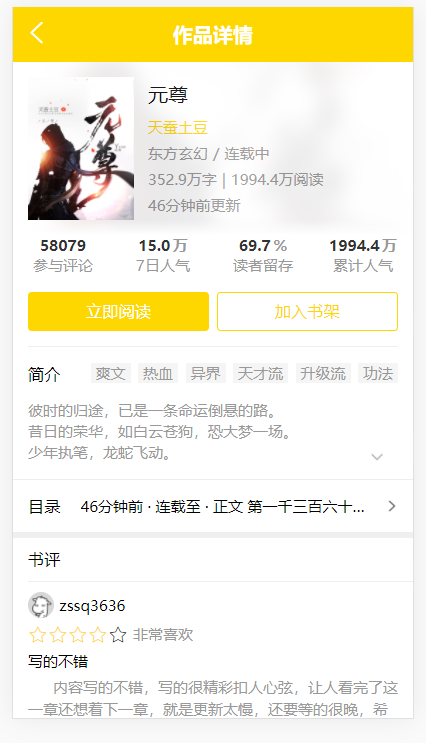 作品详情
元尊
天蚕土豆
东方玄幻 / 连载中
352.9万字 | 1994.4万阅读
46分钟前更新
天蚕土豆
元尊
58079 15.0万 69.7% 1994.4万
参与评论 7日人气 读者留存 累计人气
立即阅读 加入书架
简介 爽文 热血 异界 天才流 升级流 功法
彼时的归途，已是一条命运倒悬的路。
昔日的荣华，如白云苍狗，恐大梦一场。
少年执笔，龙蛇飞动。
目录 46分钟前 · 连载至 · 正文 第一千三百六十...
书评
zssq3636
非常喜欢
写的不错
内容写的不错，写的很精彩扣人心弦，让人看完了这
一章还想着下一章，就是更新太慢，还要等的很晚，希